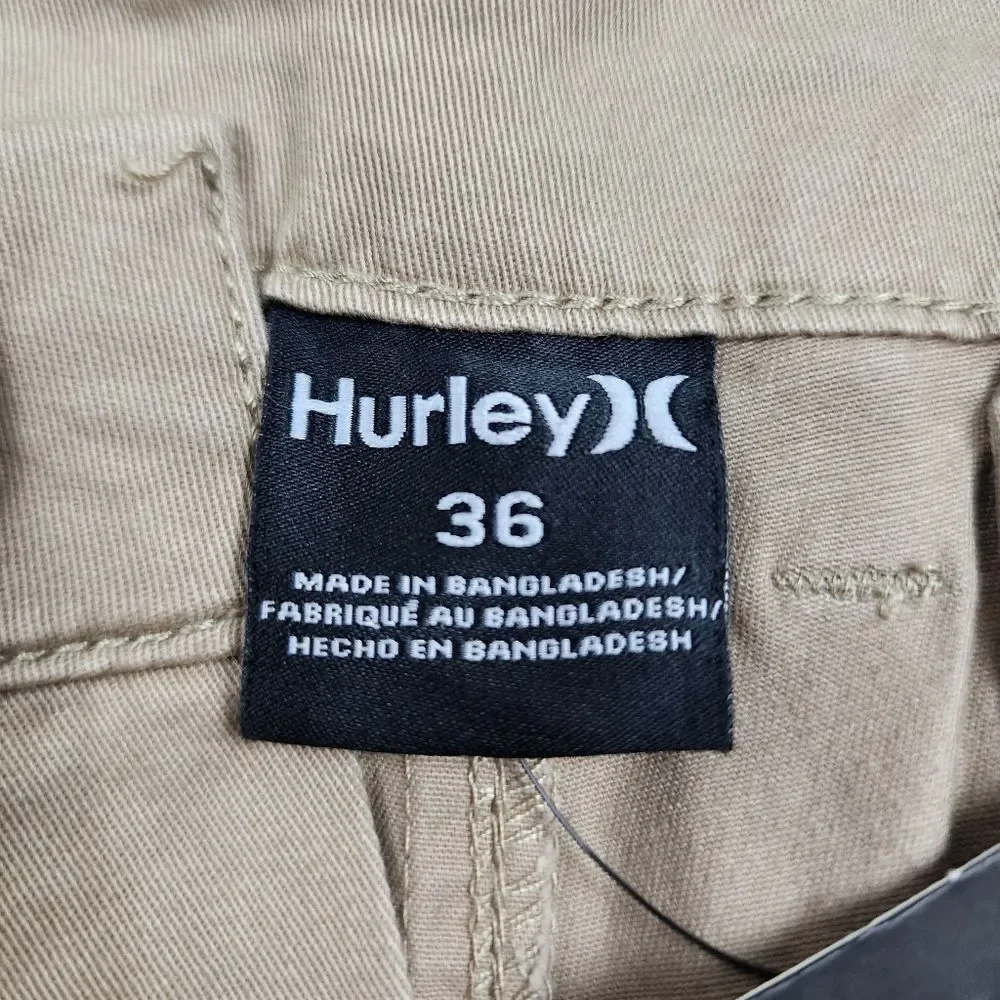 Hurley
36
MADE IN BANGLADESH/
FABRIQUÉ AU BANGLADESH/
HECHO EN BANGLADESH